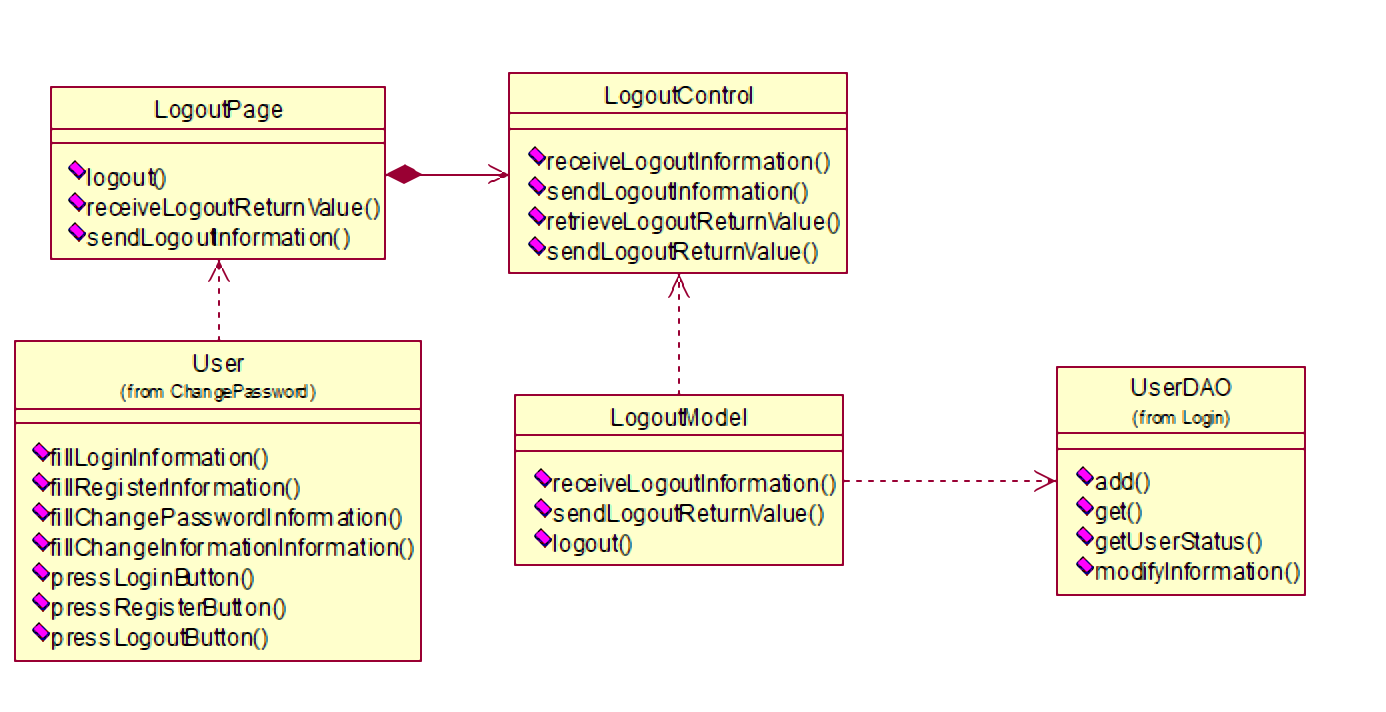 LogoutPage
logout()
receiveLogoutReturnValue()
sendLogoutInformation()
LogoutControl
receiveLogoutInformation()
sendLogoutInformation()
retrieveLogoutReturnValue()
sendLogoutReturnValue()
User
(from ChangePassword)
fillLoginInformation()
fillRegisterInformation()
fillChangePasswordInformation()
fillChangeInformationInformation()
pressLoginButton()
pressRegisterButton()
pressLogoutButton()
LogoutModel
receiveLogoutInformation()
sendLogoutReturnValue()
logout()
UserDAO
(from Login)
add()
get()
getUserStatus()
modifyInformation()